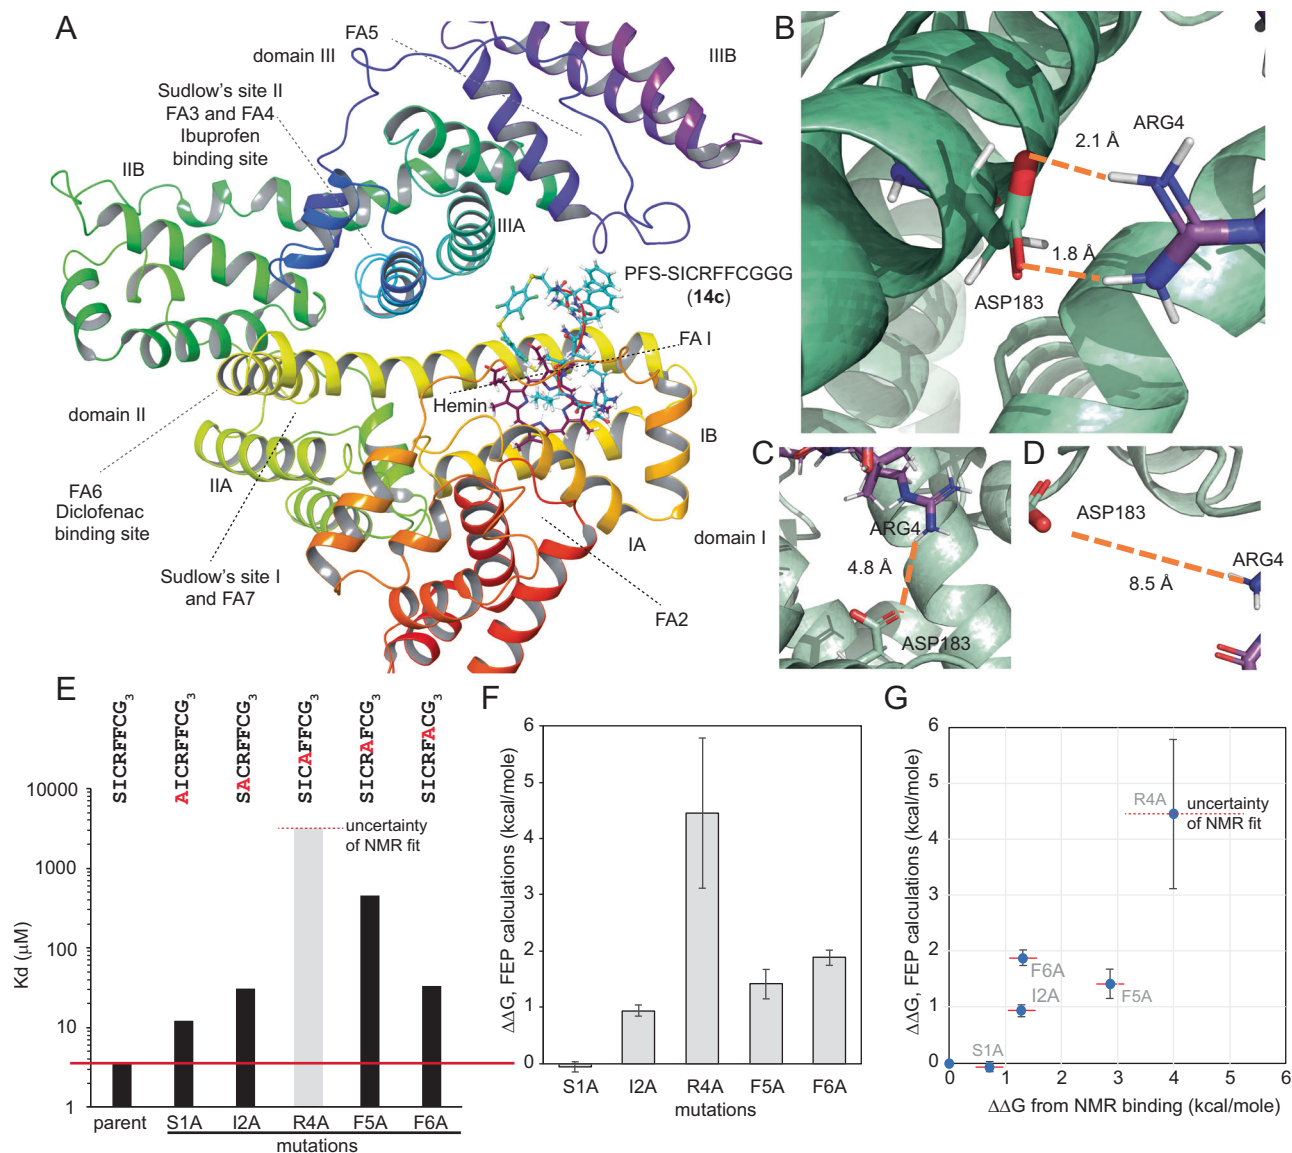 A
FA5
domain III
IIIB
Sudlow's site II
FA3 and FA4
Ibuprofen
binding site
IIB
IIIA
PFS-SICRFFCGGG
(14c)
FA I
domain II
Hemin
IB
IIA
FA6
Diclofenac
binding site
IA
domain I
Sudlow's site I
and FA7
FA2
B
ARG4
2.1 Å
1.8 Å
ASP183
C
ARG4
4.8 Å
ASP183
D
ASP183
ARG4
8.5 Å
E
SICRFFCG3
AICRFFCG3
SACRFFCG3
SICAFFCG3
SICRAFCG3
SICRFACG3
10000
1000
100
10
1
Kd (μM)
uncertainty
of NMR fit
parent
S1A
I2A
R4A
F5A
F6A
mutations
F
ΔΔG, FEP calculations (kcal/mole)
6
5
4
3
2
1
0
S1A
I2A
R4A
F5A
F6A
mutations
G
ΔΔG, FEP calculations (kcal/mole)
6
5
4
3
2
1
0
R4A
uncertainty
of NMR fit
F6A
I2A
F5A
S1A
0
1
2
3
4
5
6
ΔΔG from NMR binding (kcal/mole)